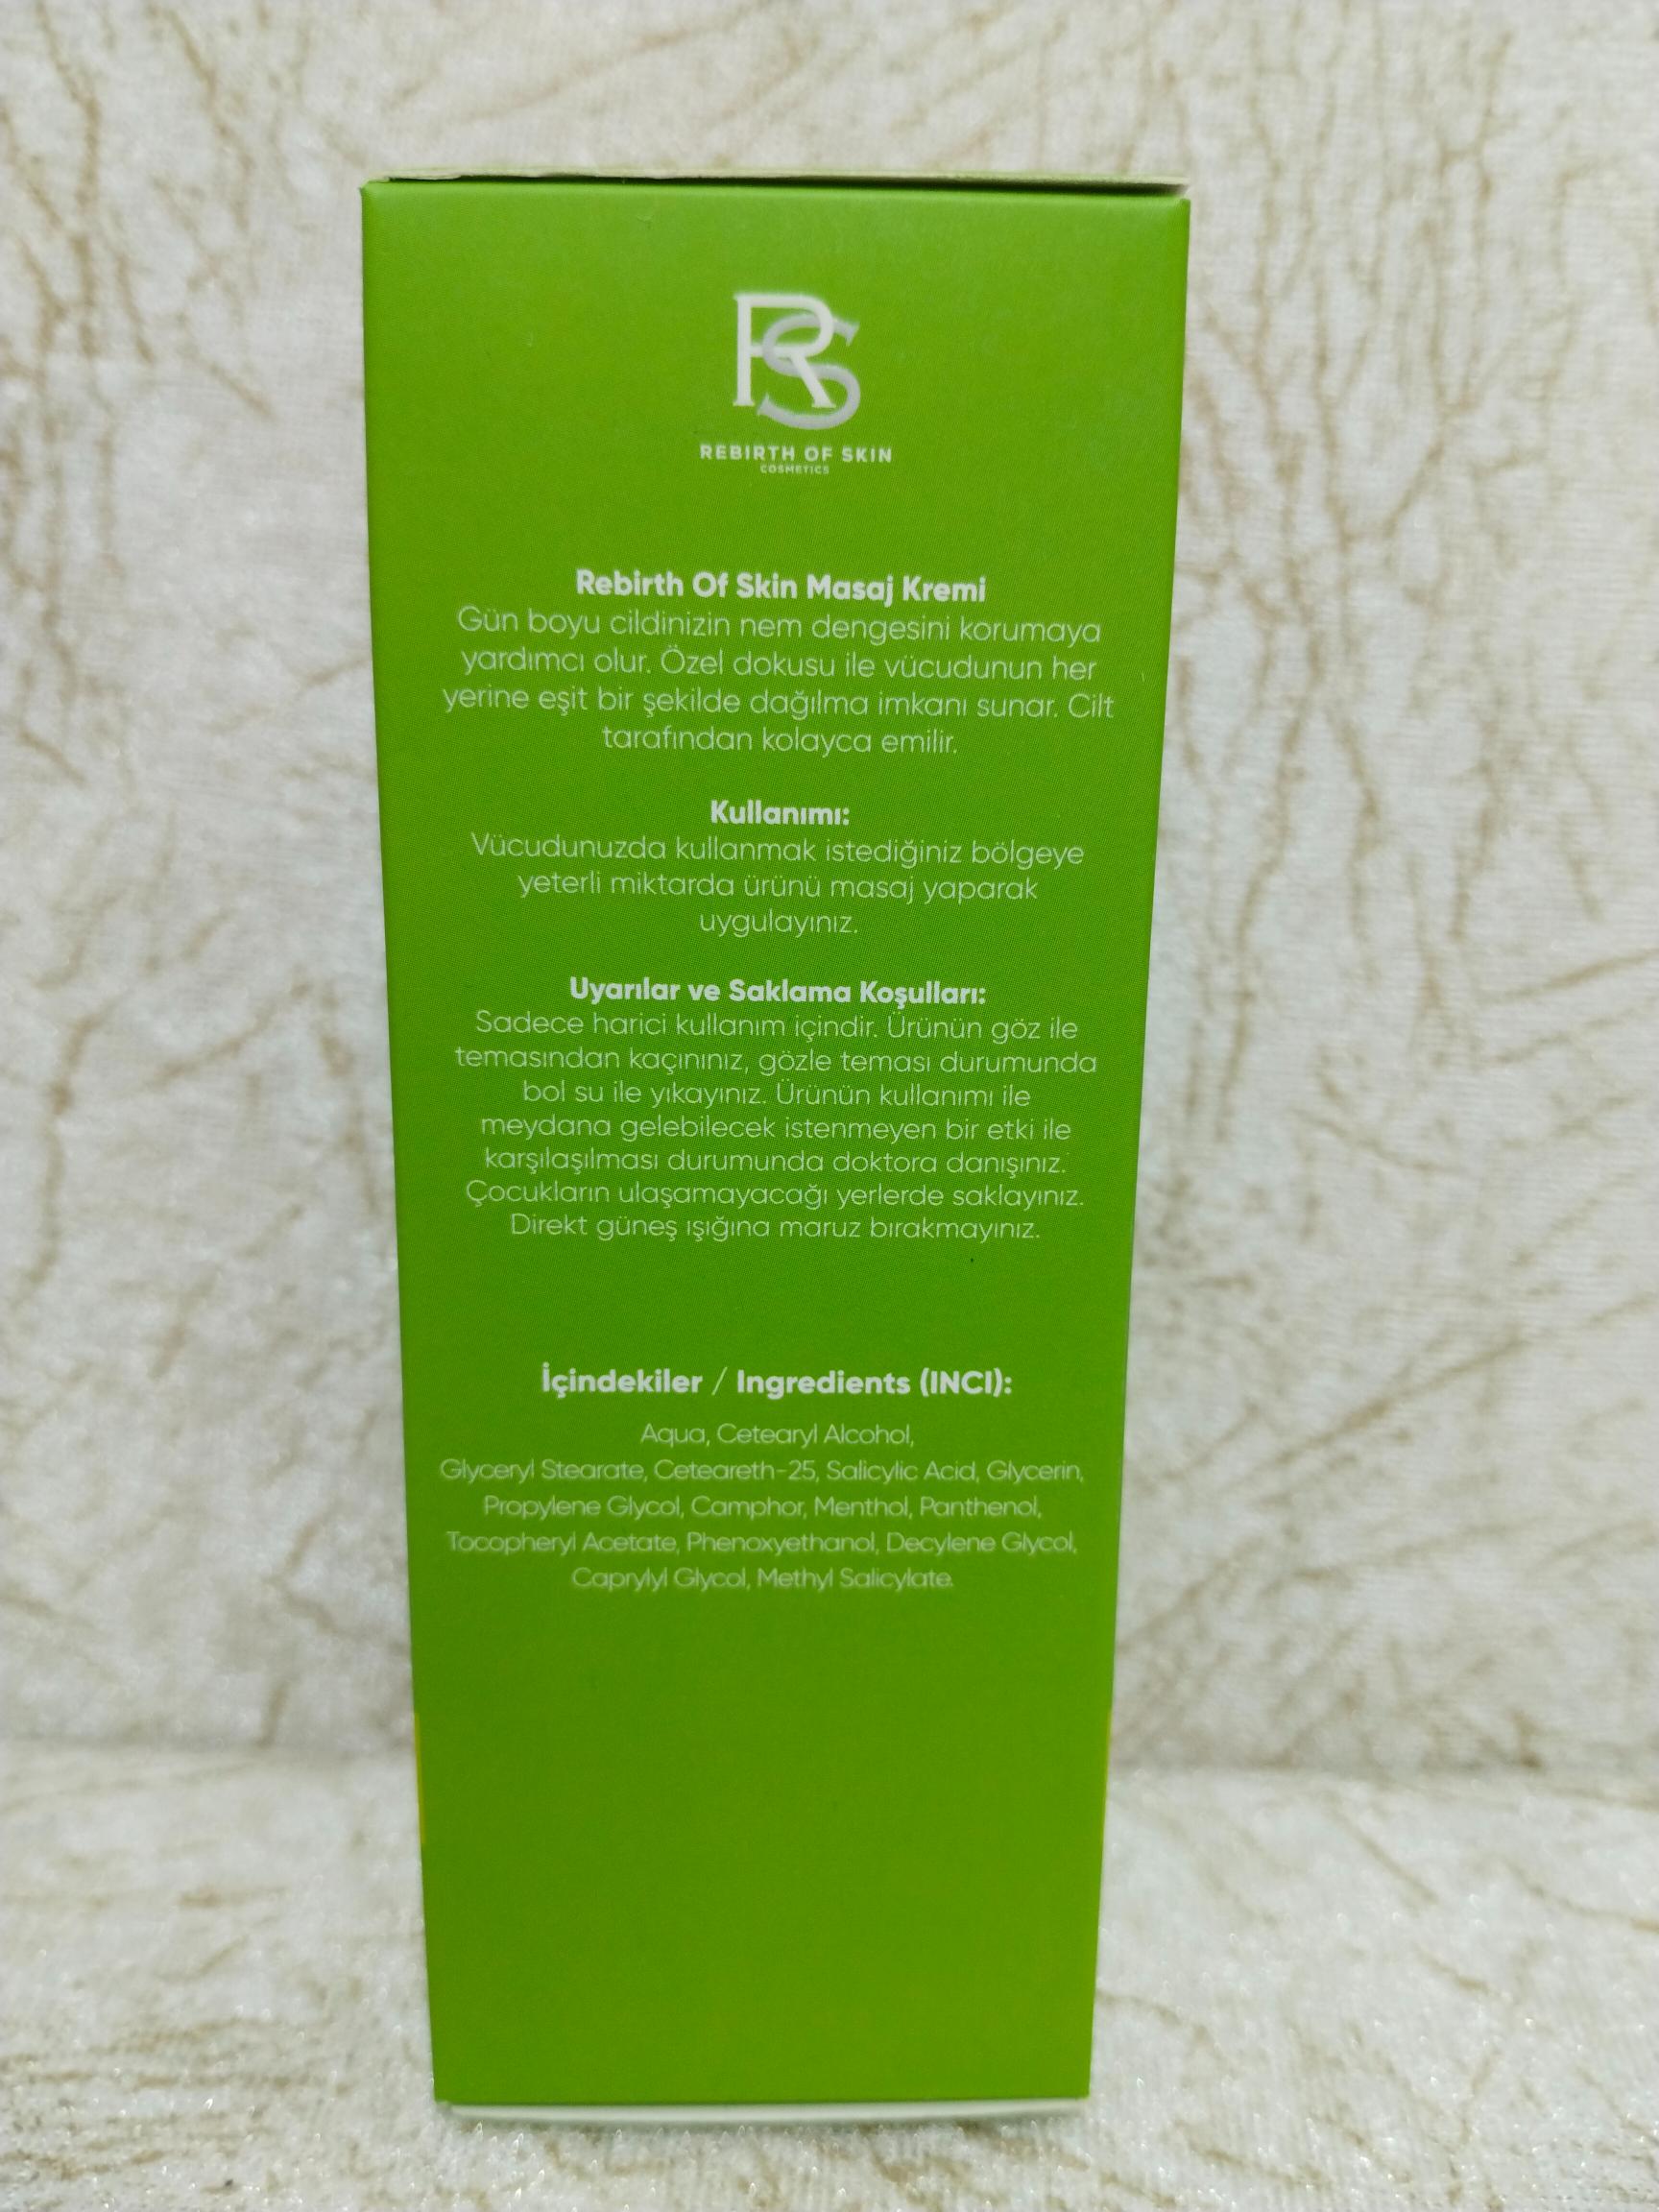 RS
REBIRTH OF SKIN
COSMETICS
Rebirth Of Skin Masaj Kremi
Gün boyu cildinizin nem dengesini korumaya
yardımcı olur. Özel dokusu ile vücudunun her
yerine eşit bir şekilde dağılma imkanı sunar. Cilt
tarafından kolayca emilir.
Kullanımı:
Vücudunuzda kullanmak istediğiniz bölgeye
yeterli miktarda ürünü masaj yaparak
uygulayınız.
Uyarılar ve Saklama Koşulları:
Sadece harici kullanım içindir. Ürünün göz ile
temasından kaçınınız, gözle teması durumunda
bol su ile yıkayınız. Ürünün kullanımı ile
meydana gelebilecek istenmeyen bir etki ile
karşılaşılması durumunda doktora danışınız.
Çocukların ulaşamayacağı yerlerde saklayınız.
Direkt güneş ışığına maruz bırakmayınız.
İçindekiler / Ingredients (INCI):
Aqua, Cetearyl Alcohol,
Glyceryl Stearate, Ceteareth-25, Salicylic Acid, Glycerin,
Propylene Glycol, Camphor, Menthol, Panthenol,
Tocopheryl Acetate, Phenoxyethanol, Decylene Glycol,
Caprylyl Glycol, Methyl Salicylate.